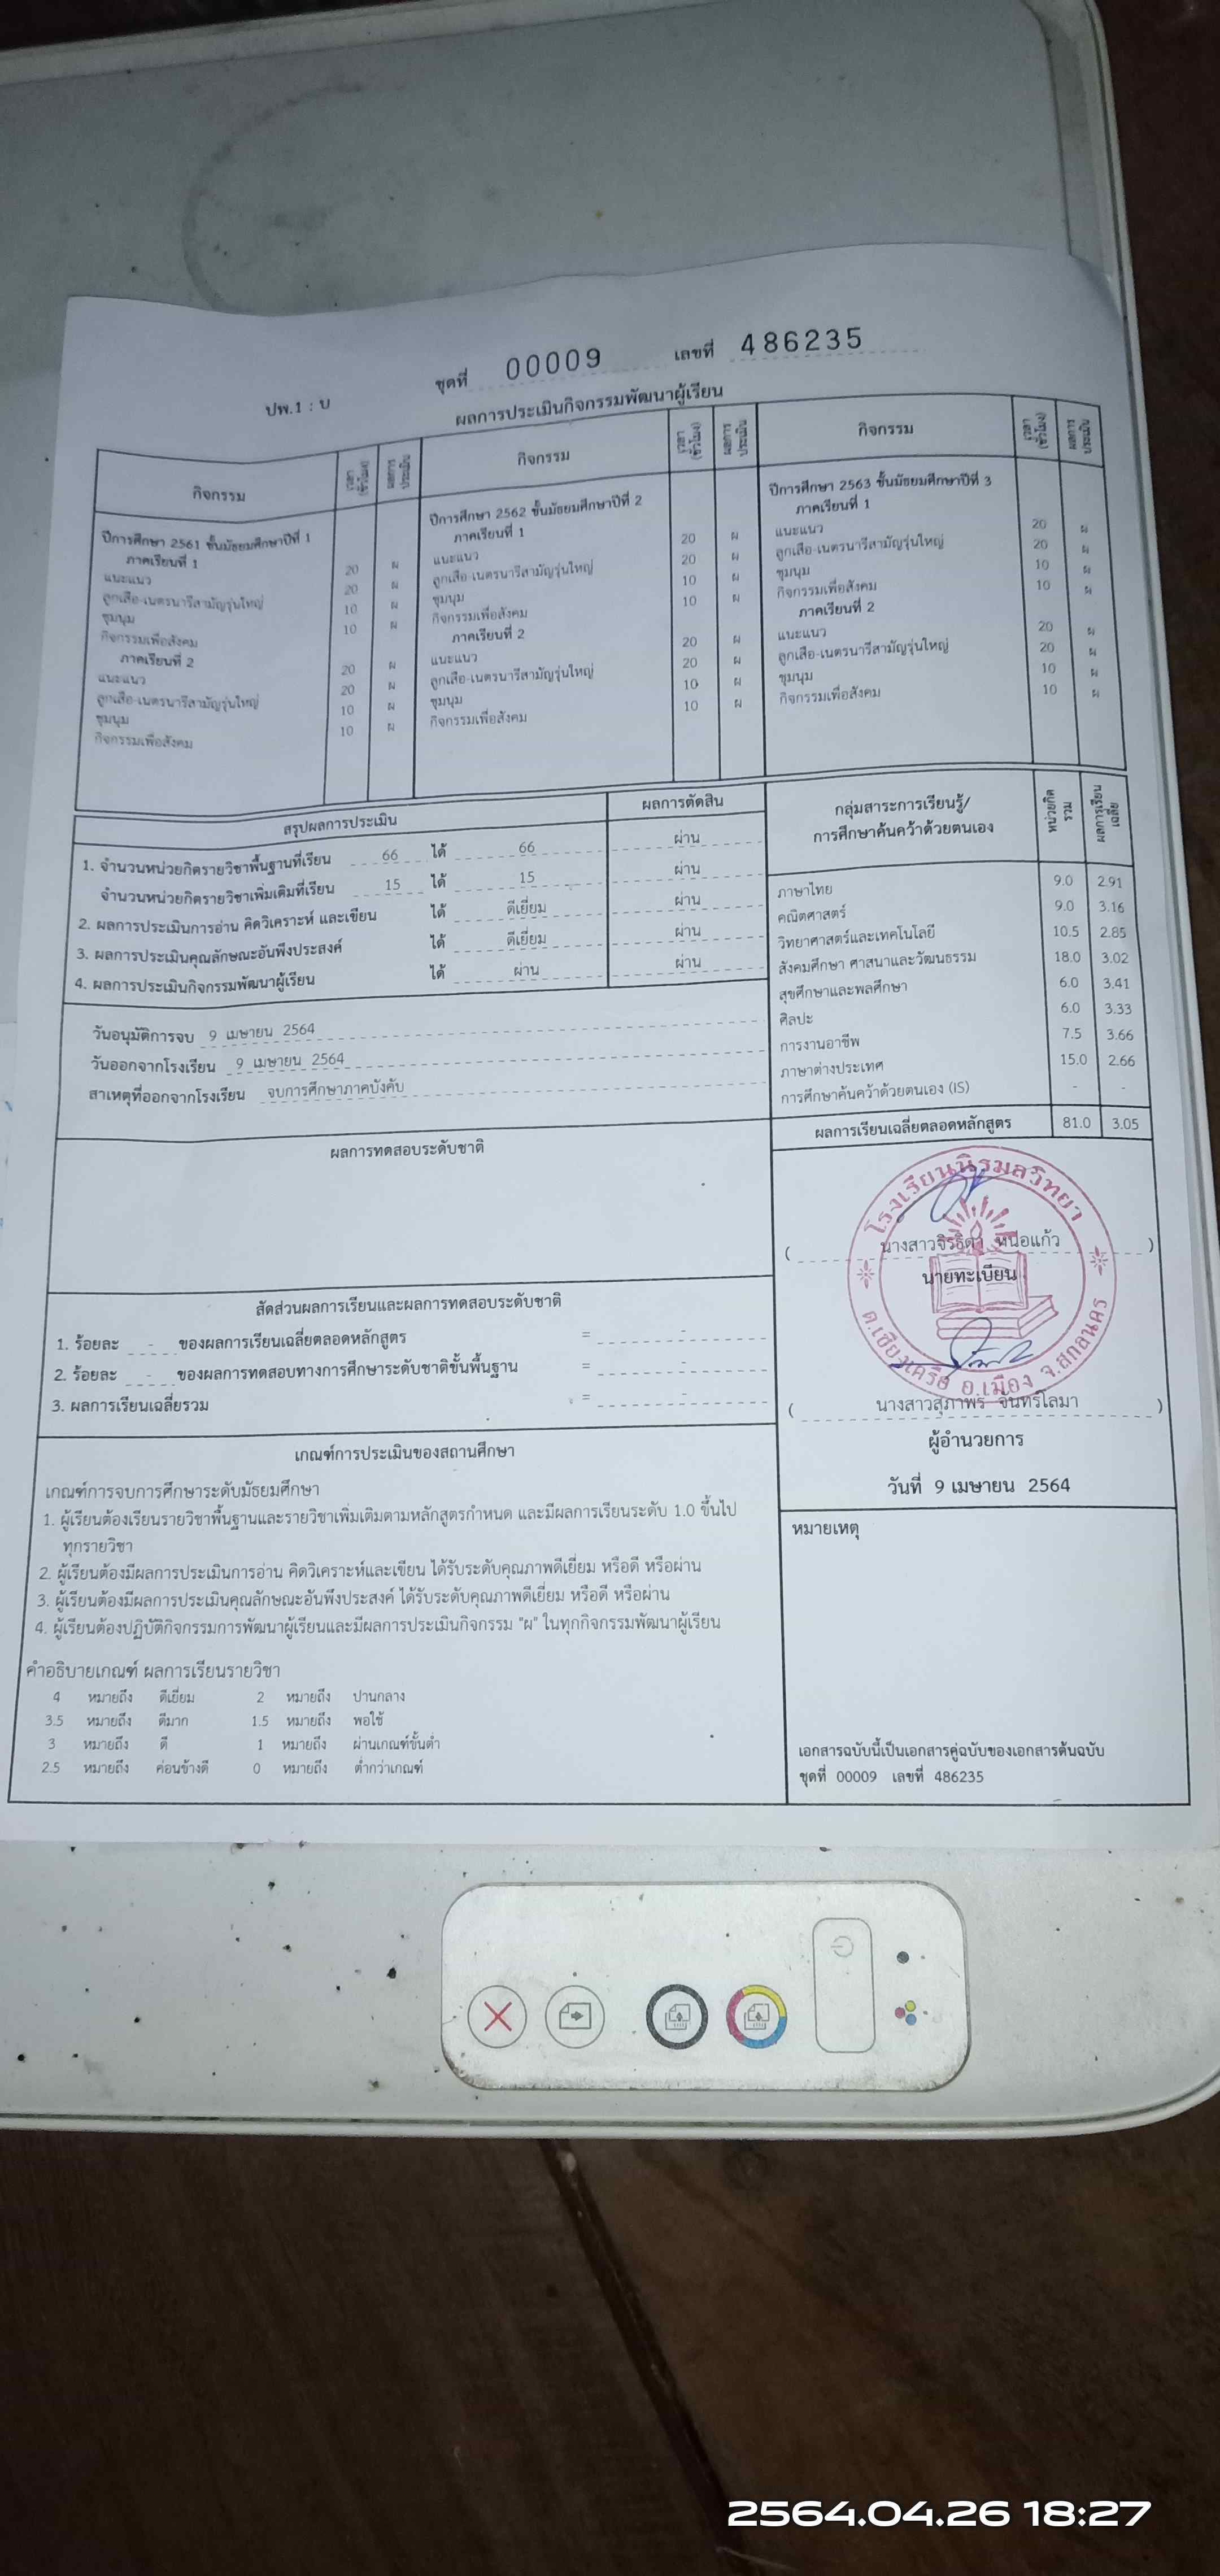 ชุดที่ 00009 เลขที่ 486235
ปพ.1 : บ
ผลการประเมินกิจกรรมพัฒนาผู้เรียน
กิจกรรม เวลา (ชั่วโมง) ผลการประเมิน กิจกรรม เวลา (ชั่วโมง) ผลการประเมิน กิจกรรม เวลา (ชั่วโมง) ผลการประเมิน
ปีการศึกษา 2561 ชั้นมัธยมศึกษาปีที่ 1
ภาคเรียนที่ 1
แนะแนว 20 ผ
ลูกเสือ-เนตรนารีสามัญรุ่นใหญ่ 20 ผ
ชุมนุม 10 ผ
กิจกรรมเพื่อสังคม 10 ผ
ภาคเรียนที่ 2
แนะแนว 20 ผ
ลูกเสือ-เนตรนารีสามัญรุ่นใหญ่ 20 ผ
ชุมนุม 10 ผ
กิจกรรมเพื่อสังคม 10 ผ
ปีการศึกษา 2562 ชั้นมัธยมศึกษาปีที่ 2
ภาคเรียนที่ 1
แนะแนว 20 ผ
ลูกเสือ-เนตรนารีสามัญรุ่นใหญ่ 20 ผ
ชุมนุม 10 ผ
กิจกรรมเพื่อสังคม 10 ผ
ภาคเรียนที่ 2
แนะแนว 20 ผ
ลูกเสือ-เนตรนารีสามัญรุ่นใหญ่ 20 ผ
ชุมนุม 10 ผ
กิจกรรมเพื่อสังคม 10 ผ
ปีการศึกษา 2563 ชั้นมัธยมศึกษาปีที่ 3
ภาคเรียนที่ 1
แนะแนว 20 ผ
ลูกเสือ-เนตรนารีสามัญรุ่นใหญ่ 20 ผ
ชุมนุม 10 ผ
กิจกรรมเพื่อสังคม 10 ผ
ภาคเรียนที่ 2
แนะแนว 20 ผ
ลูกเสือ-เนตรนารีสามัญรุ่นใหญ่ 20 ผ
ชุมนุม 10 ผ
กิจกรรมเพื่อสังคม 10 ผ
สรุปผลการประเมิน ผลการตัดสิน
1. จำนวนหน่วยกิตรายวิชาพื้นฐานที่เรียน 66 ได้ 66 ผ่าน
จำนวนหน่วยกิตรายวิชาเพิ่มเติมที่เรียน 15 ได้ 15 ผ่าน
2. ผลการประเมินการอ่าน คิดวิเคราะห์ และเขียน ได้ ดีเยี่ยม ผ่าน
3. ผลการประเมินคุณลักษณะอันพึงประสงค์ ได้ ดีเยี่ยม ผ่าน
4. ผลการประเมินกิจกรรมพัฒนาผู้เรียน ได้ ผ่าน ผ่าน
วันอนุมัติการจบ 9 เมษายน 2564
วันออกจากโรงเรียน 9 เมษายน 2564
สาเหตุที่ออกจากโรงเรียน จบการศึกษาภาคบังคับ
กลุ่มสาระการเรียนรู้/ หน่วยกิตรวม ผลการเรียนเฉลี่ย
การศึกษาค้นคว้าด้วยตนเอง
ภาษาไทย 9.0 2.91
คณิตศาสตร์ 9.0 3.16
วิทยาศาสตร์และเทคโนโลยี 10.5 2.85
สังคมศึกษา ศาสนาและวัฒนธรรม 18.0 3.02
สุขศึกษาและพลศึกษา 6.0 3.41
ศิลปะ 6.0 3.33
การงานอาชีพ 7.5 3.66
ภาษาต่างประเทศ 15.0 2.66
การศึกษาค้นคว้าด้วยตนเอง (IS) - -
ผลการเรียนเฉลี่ยตลอดหลักสูตร 81.0 3.05
ผลการทดสอบระดับชาติ
สัดส่วนผลการเรียนและผลการทดสอบระดับชาติ
1. ร้อยละ - ของผลการเรียนเฉลี่ยตลอดหลักสูตร = -
2. ร้อยละ - ของผลการทดสอบทางการศึกษาระดับชาติขั้นพื้นฐาน = -
3. ผลการเรียนเฉลี่ยรวม = -
โรงเรียนนิรมลวิทยา
(นางสาวจิรธิดา หน่อแก้ว)
นายทะเบียน
ต.เชียงเครือ อ.เมือง จ.สกลนคร
(นางสาวสุภาพร จันทร์โลมา)
ผู้อำนวยการ
วันที่ 9 เมษายน 2564
เกณฑ์การประเมินของสถานศึกษา
เกณฑ์การจบการศึกษาระดับมัธยมศึกษา
1. ผู้เรียนต้องเรียนรายวิชาพื้นฐานและรายวิชาเพิ่มเติมตามหลักสูตรกำหนด และมีผลการเรียนระดับ 1.0 ขึ้นไป
ทุกรายวิชา
2. ผู้เรียนต้องมีผลการประเมินการอ่าน คิดวิเคราะห์และเขียน ได้รับระดับคุณภาพดีเยี่ยม หรือดี หรือผ่าน
3. ผู้เรียนต้องมีผลการประเมินคุณลักษณะอันพึงประสงค์ ได้รับระดับคุณภาพดีเยี่ยม หรือดี หรือผ่าน
4. ผู้เรียนต้องปฏิบัติกิจกรรมการพัฒนาผู้เรียนและมีผลการประเมินกิจกรรม "ผ" ในทุกกิจกรรมพัฒนาผู้เรียน
คำอธิบายเกณฑ์ ผลการเรียนรายวิชา
4 หมายถึง ดีเยี่ยม 2 หมายถึง ปานกลาง
3.5 หมายถึง ดีมาก 1.5 หมายถึง พอใช้
3 หมายถึง ดี 1 หมายถึง ผ่านเกณฑ์ขั้นต่ำ
2.5 หมายถึง ค่อนข้างดี 0 หมายถึง ต่ำกว่าเกณฑ์
หมายเหตุ
เอกสารฉบับนี้เป็นเอกสารคู่ฉบับของเอกสารต้นฉบับ
ชุดที่ 00009 เลขที่ 486235
2564.04.26 18:27